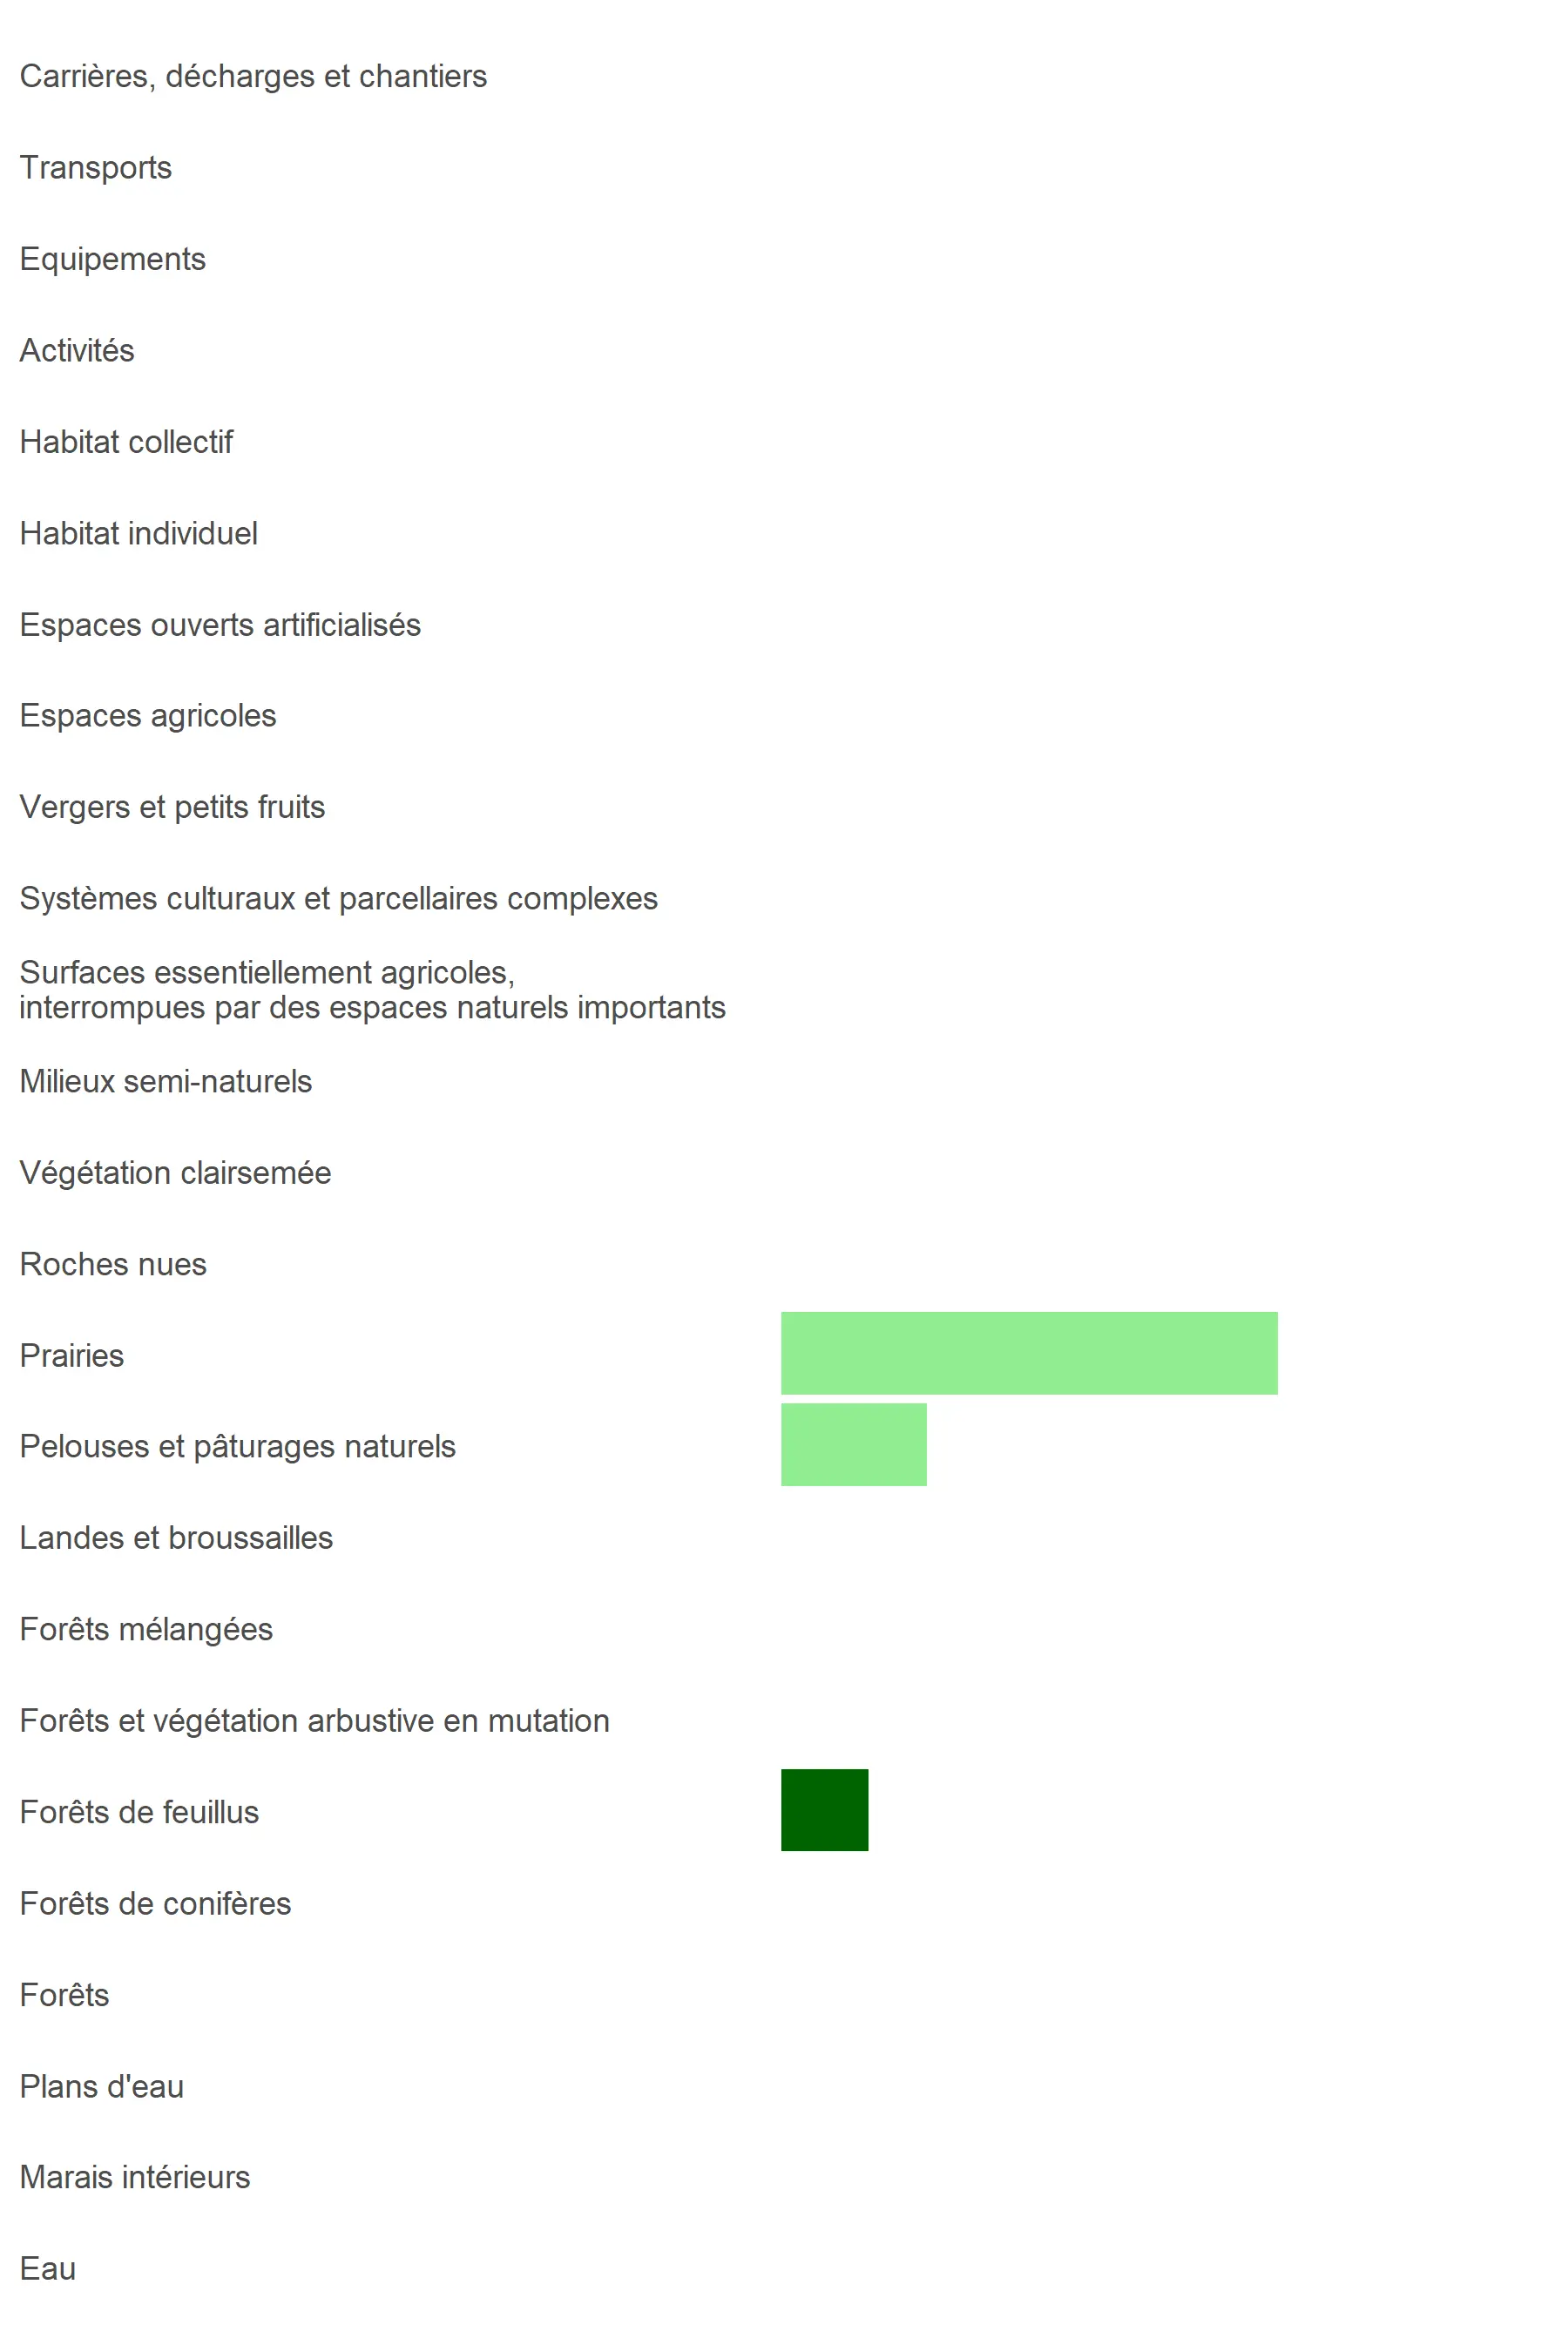 Carrières, décharges et chantiers
Transports
Equipements
Activités
Habitat collectif
Habitat individuel
Espaces ouverts artificialisés
Espaces agricoles
Vergers et petits fruits
Systèmes culturaux et parcellaires complexes
Surfaces essentiellement agricoles,
interrompues par des espaces naturels importants
Milieux semi-naturels
Végétation clairsemée
Roches nues
Prairies
Pelouses et pâturages naturels
Landes et broussailles
Forêts mélangées
Forêts et végétation arbustive en mutation
Forêts de feuillus
Forêts de conifères
Forêts
Plans d'eau
Marais intérieurs
Eau